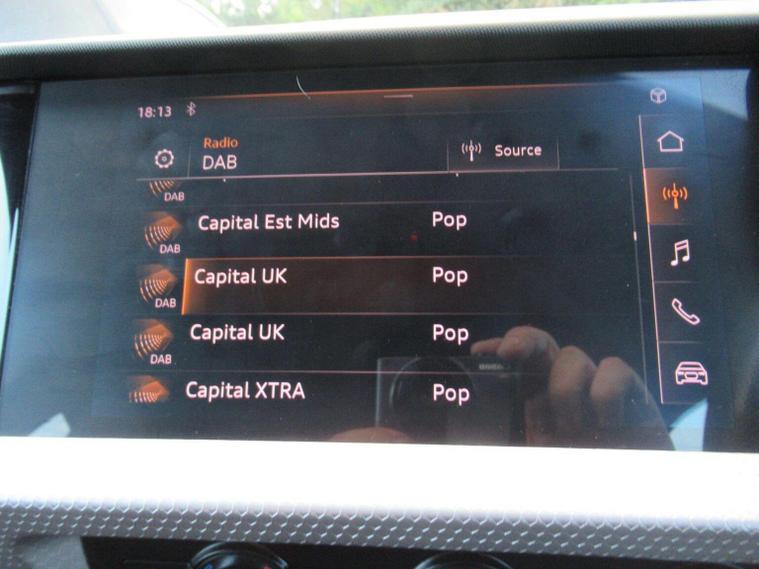 18:13
Radio
DAB
Source
DAB
Capital Est Mids Pop
DAB
Capital UK Pop
DAB
Capital UK Pop
DAB
Capital XTRA Pop